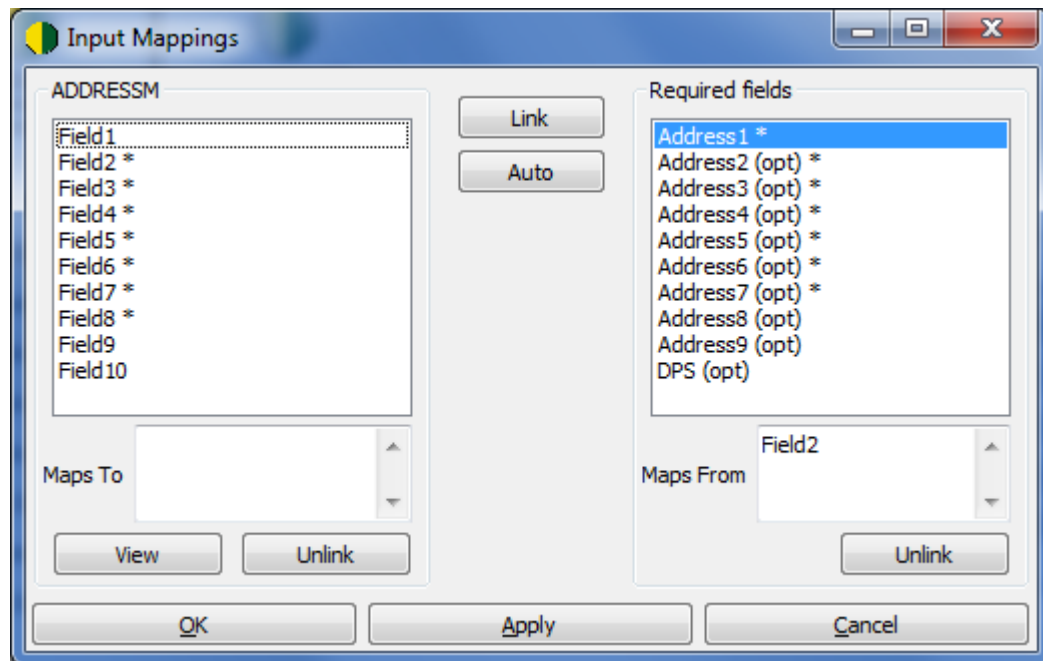 Input Mappings
ADDRESSM
Field1
Field2 *
Field3 *
Field4 *
Field5 *
Field6 *
Field7 *
Field8 *
Field9
Field10
Maps To
View
Unlink
Link
Auto
Required fields
Address1 *
Address2 (opt) *
Address3 (opt) *
Address4 (opt) *
Address5 (opt) *
Address6 (opt) *
Address7 (opt) *
Address8 (opt)
Address9 (opt)
DPS (opt)
Maps From
Field2
Unlink
OK
Apply
Cancel